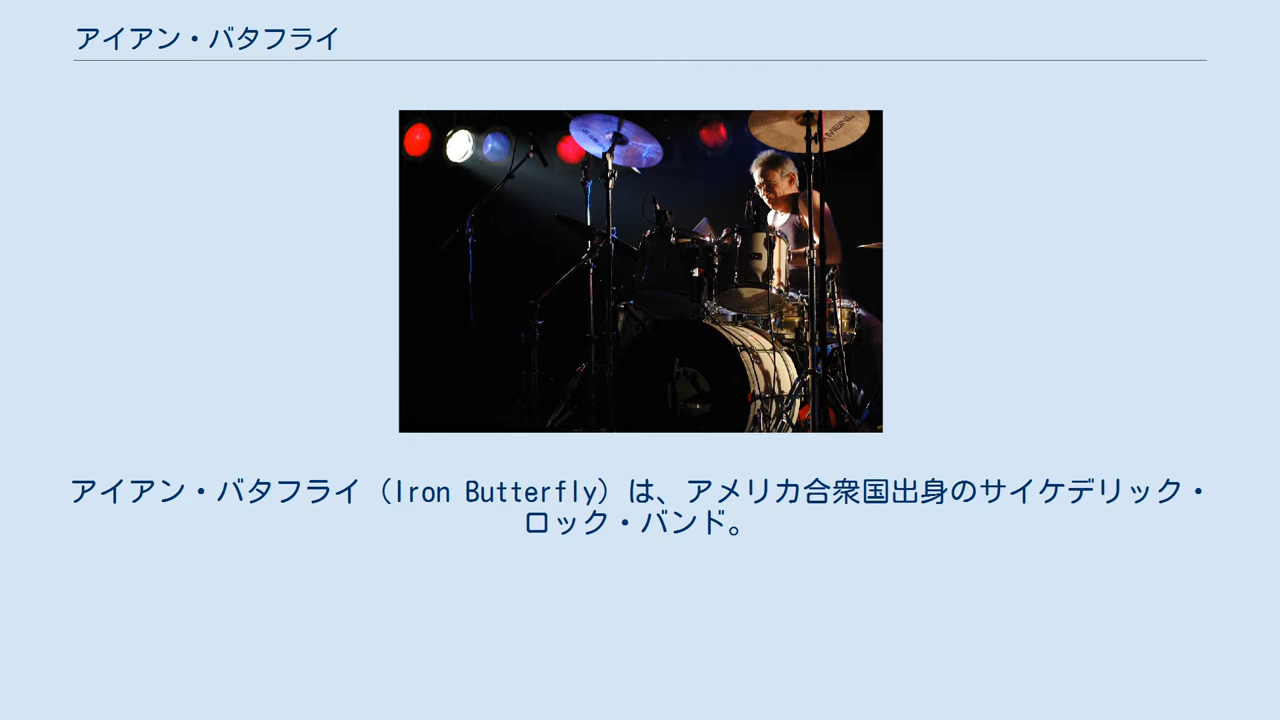 アイアン・バタフライ
MEINL
アイアン・バタフライ（Iron Butterfly）は、アメリカ合衆国出身のサイケデリック・
ロック・バンド。